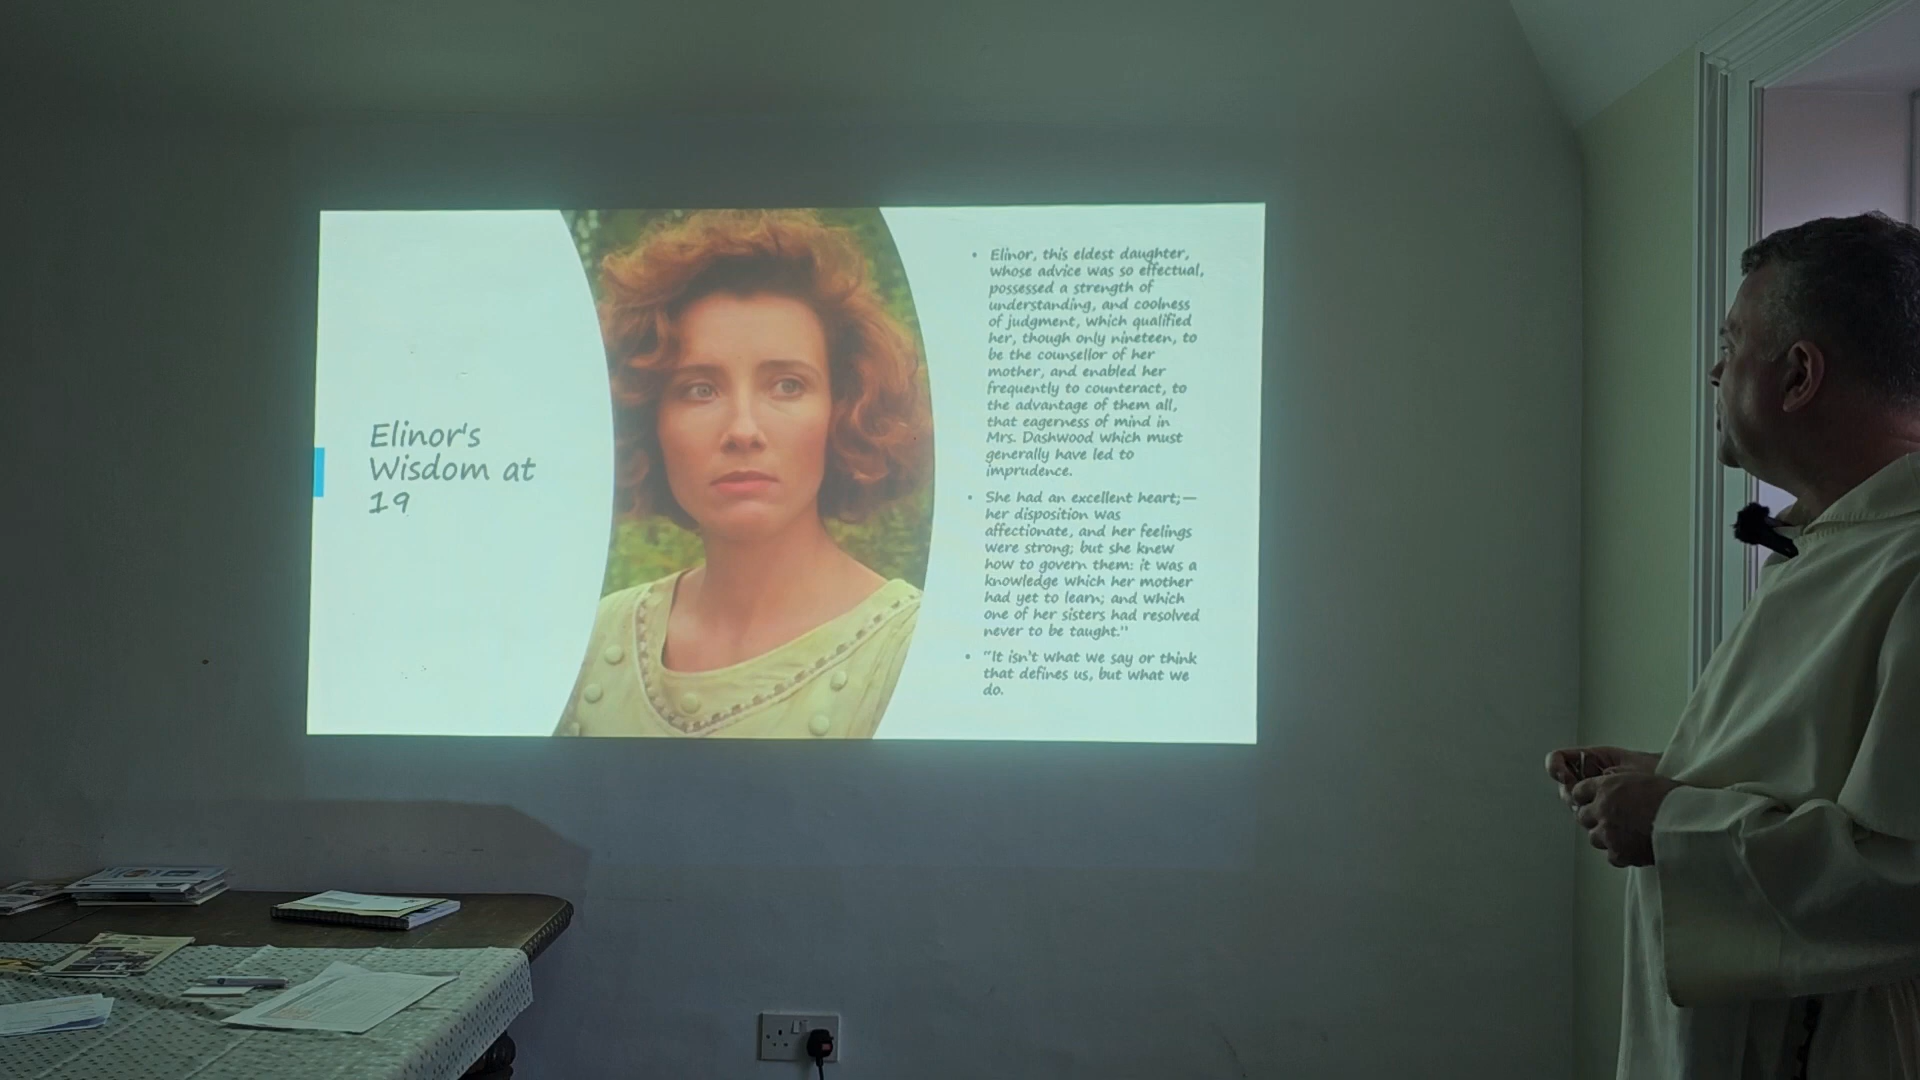 Elinor's
Wisdom at
19
• Elinor, this eldest daughter,
whose advice was so effectual,
possessed a strength of
understanding, and coolness
of judgment, which qualified
her, though only nineteen, to
be the counsellor of her
mother, and enabled her
frequently to counteract, to
the advantage of them all,
that eagerness of mind in
Mrs. Dashwood which must
generally have led to
imprudence.
• She had an excellent heart;—
her disposition was
affectionate, and her feelings
were strong; but she knew
how to govern them: it was a
knowledge which her mother
had yet to learn; and which
one of her sisters had resolved
never to be taught.”
• “It isn't what we say or think
that defines us, but what we
do.